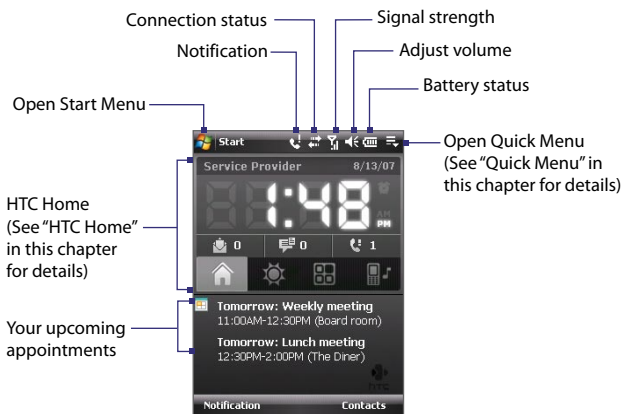 Connection status
Signal strength
Notification
Adjust volume
Battery status
Open Start Menu
Start
Open Quick Menu
(See “Quick Menu” in
this chapter for details)
Service Provider 8/13/07
1:48
AM
PM
HTC Home
(See “HTC Home”
in this chapter
for details)
0 0 1
Your upcoming
appointments
Tomorrow: Weekly meeting
11:00AM-12:30PM (Board room)
Tomorrow: Lunch meeting
12:30PM-2:00PM (The Diner)
hTC
Notification Contacts